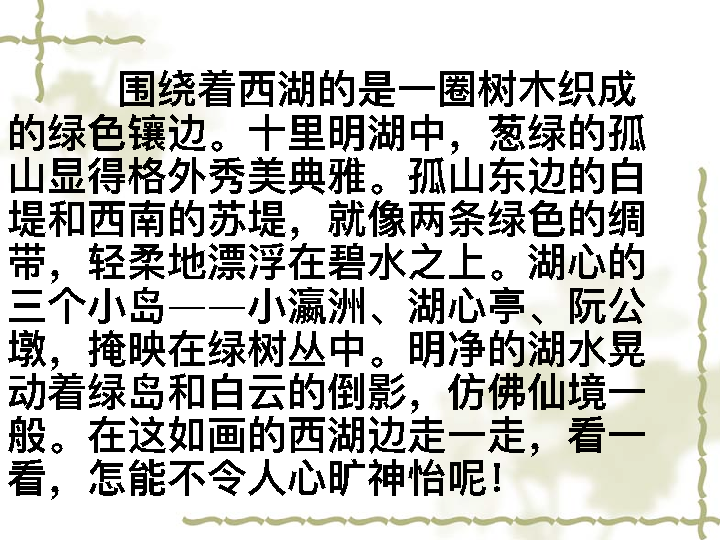 围绕着西湖的是一圈树木织成
的绿色镶边。十里明湖中，葱绿的孤
山显得格外秀美典雅。孤山东边的白
堤和西南的苏堤，就像两条绿色的绸
带，轻柔地漂浮在碧水之上。湖心的
三个小岛——小瀛洲、湖心亭、阮公
墩，掩映在绿树丛中。明净的湖水晃
动着绿岛和白云的倒影，仿佛仙境一
般。在这如画的西湖边走一走，看一
看，怎能不令人心旷神怡呢！